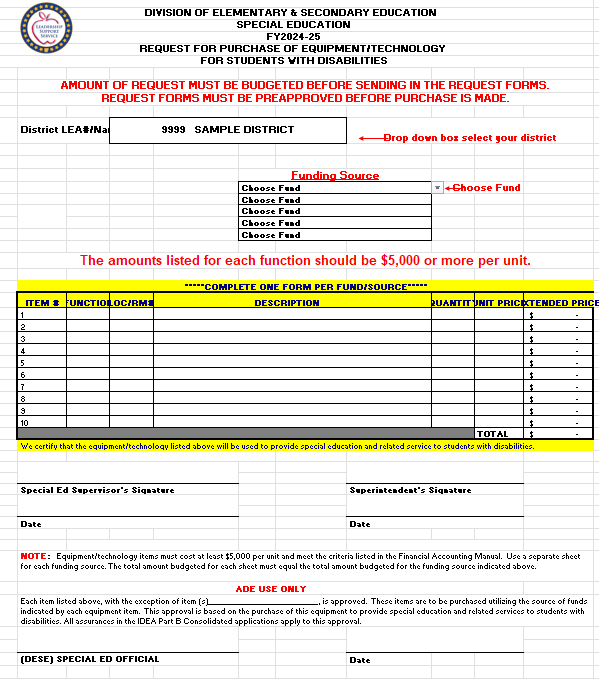 LEADERSHIP
SUPPORT
SERVICE
DIVISION OF ELEMENTARY & SECONDARY EDUCATION
SPECIAL EDUCATION
FY2024-25
REQUEST FOR PURCHASE OF EQUIPMENT/TECHNOLOGY
FOR STUDENTS WITH DISABILITIES
AMOUNT OF REQUEST MUST BE BUDGETED BEFORE SENDING IN THE REQUEST FORMS.
REQUEST FORMS MUST BE PREAPPROVED BEFORE PURCHASE IS MADE.
District LEA#/Nar 9999 SAMPLE DISTRICT
Drop down box select your district
Funding Source
Choose Fund Choose Fund
Choose Fund
Choose Fund
Choose Fund
Choose Fund
The amounts listed for each function should be $5,000 or more per unit.
*****COMPLETE ONE FORM PER FUND/SOURCE*****
ITEM # FUNCTION LOC/RM# DESCRIPTION QUANTIT UNIT PRIC EXTENDED PRICE
1 $ -
2 $ -
3 $ -
4 $ -
5 $ -
6 $ -
7 $ -
8 $ -
9 $ -
10 $ -
TOTAL $ -
We certify that the equipment/technology listed above will be used to provide special education and related service to students with disabilities.
Special Ed Supervisor's Signature Superintendent's Signature
Date Date
NOTE: Equipment/technology items must cost at least $5,000 per unit and meet the criteria listed in the Financial Accounting Manual. Use a separate sheet
for each funding source. The total amount budgeted for each sheet must equal the total amount budgeted for the funding source indicated above.
ADE USE ONLY
Each item listed above, with the exception of item (s)____________________, is approved. These items are to be purchased utilizing the source of funds
indicated by each equipment item. This approval is based on the purchase of this equipment to provide special education and related services to students with
disabilities. All assurances in the IDEA Part B Consolidated applications apply to this approval.
(DESE) SPECIAL ED OFFICIAL Date